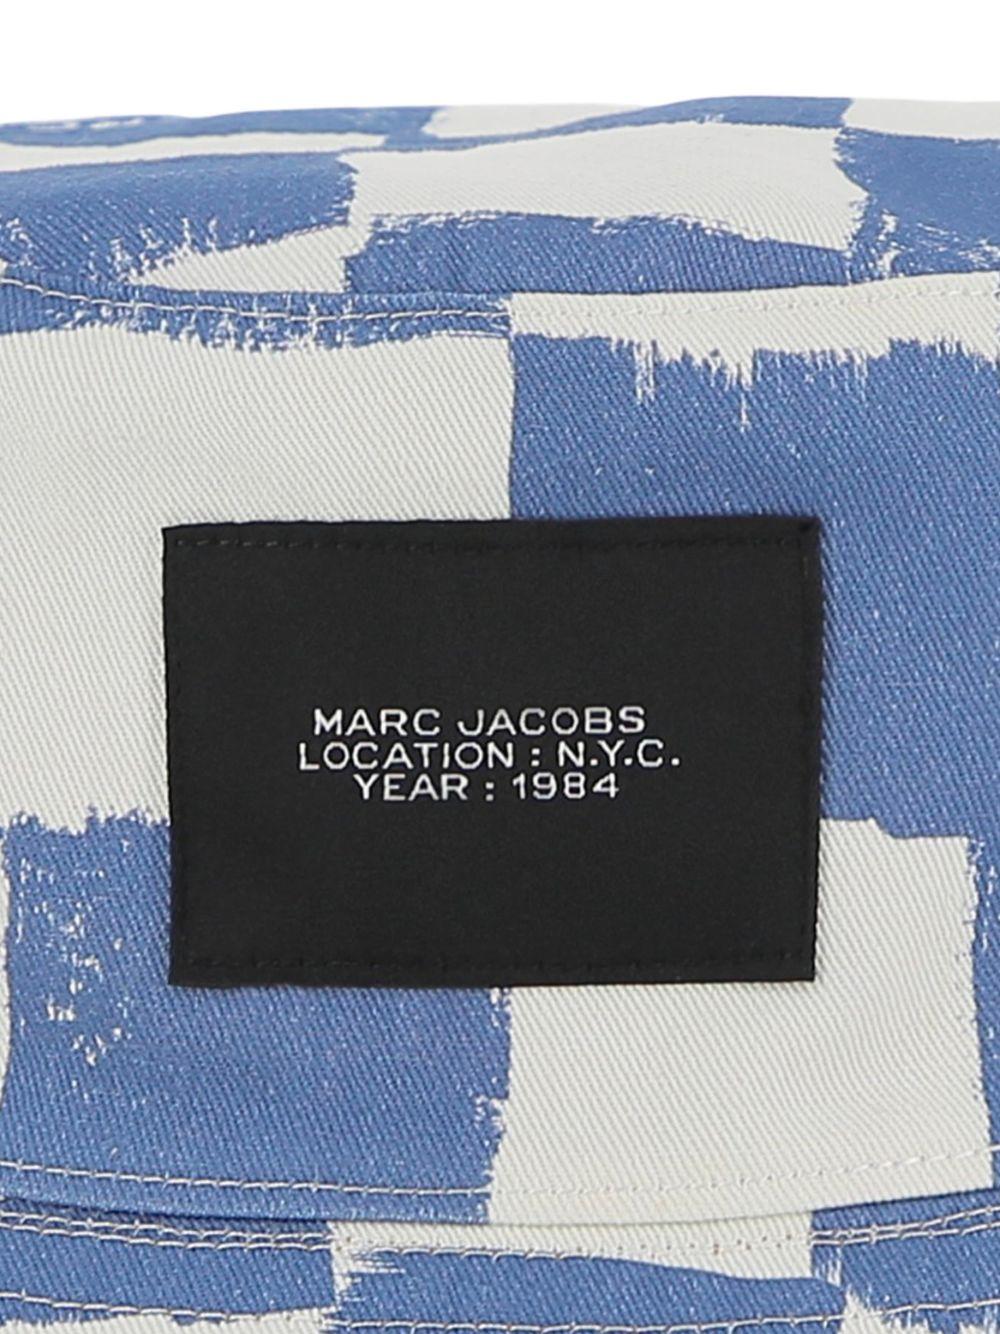 MARC JACOBS
LOCATION : N.Y.C.
YEAR : 1984